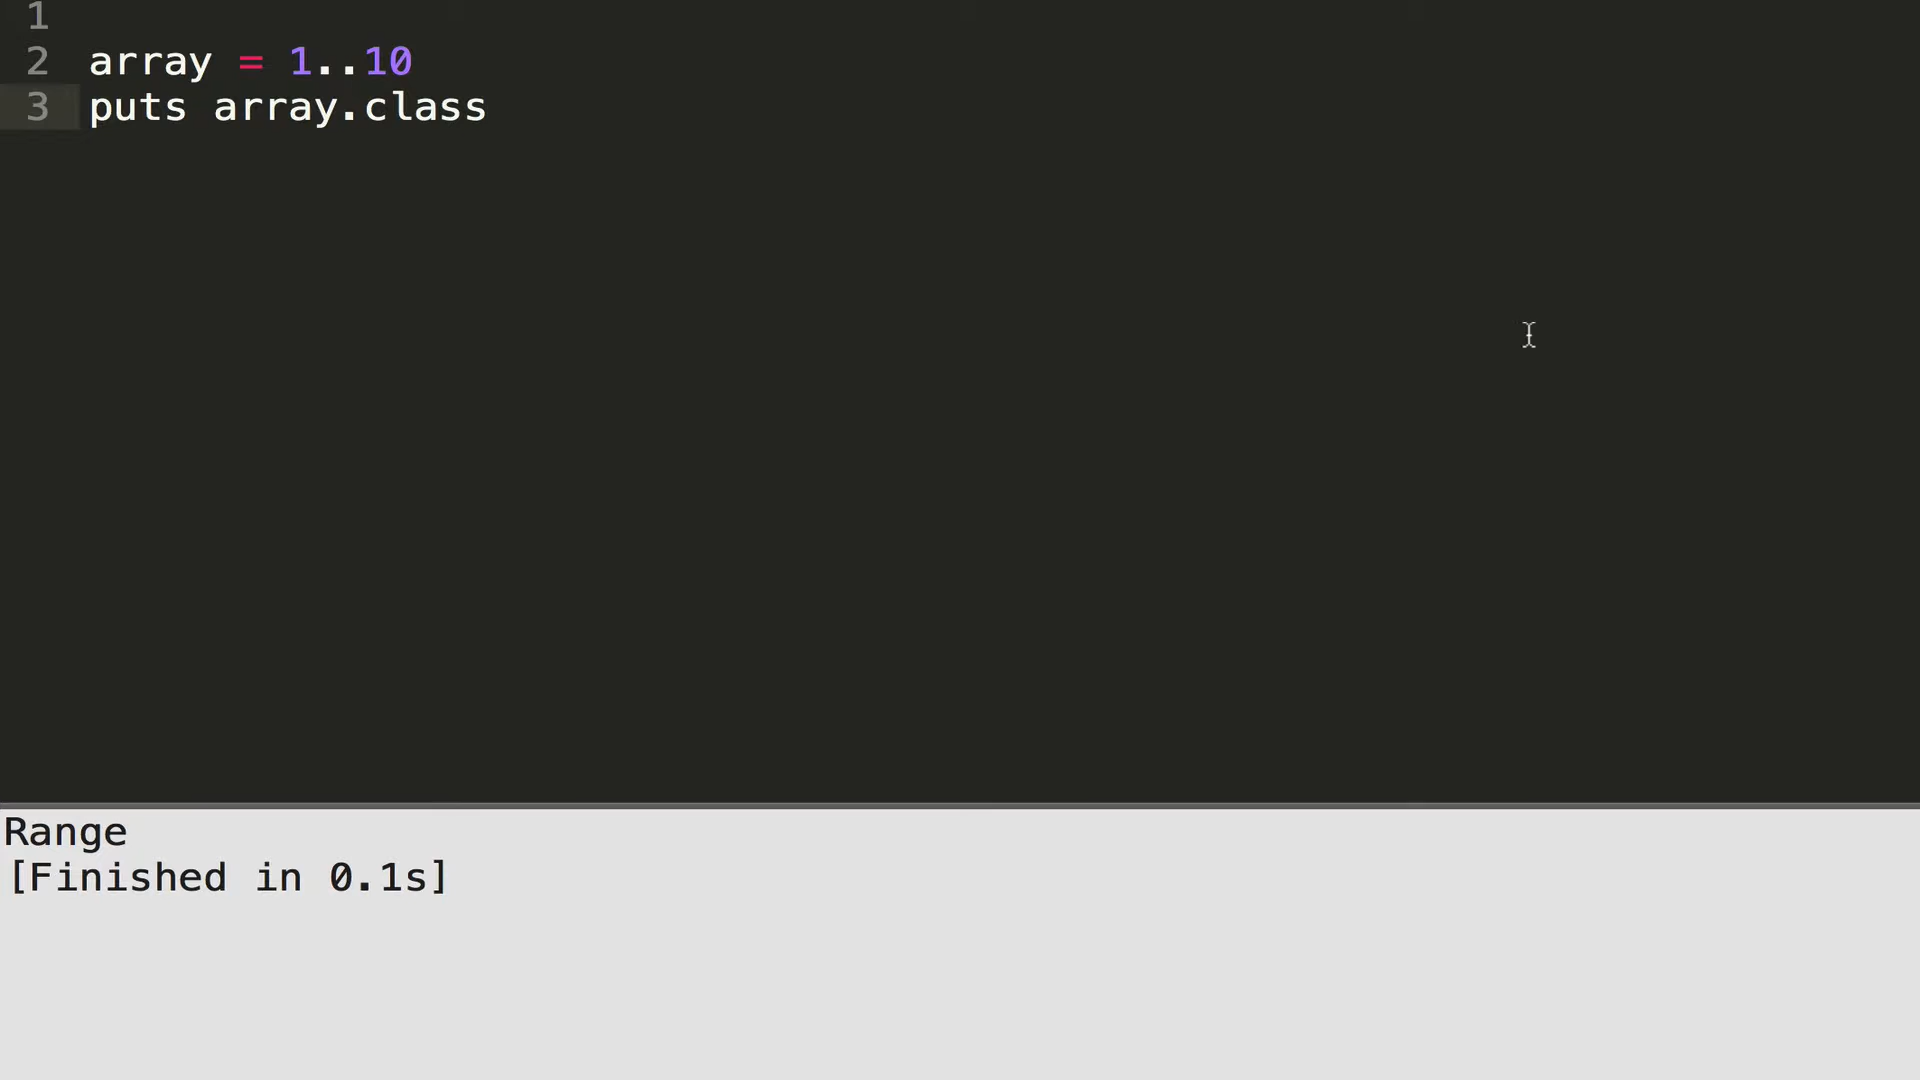 1
2 array = 1..10
3 puts array.class
Range
[Finished in 0.1s]